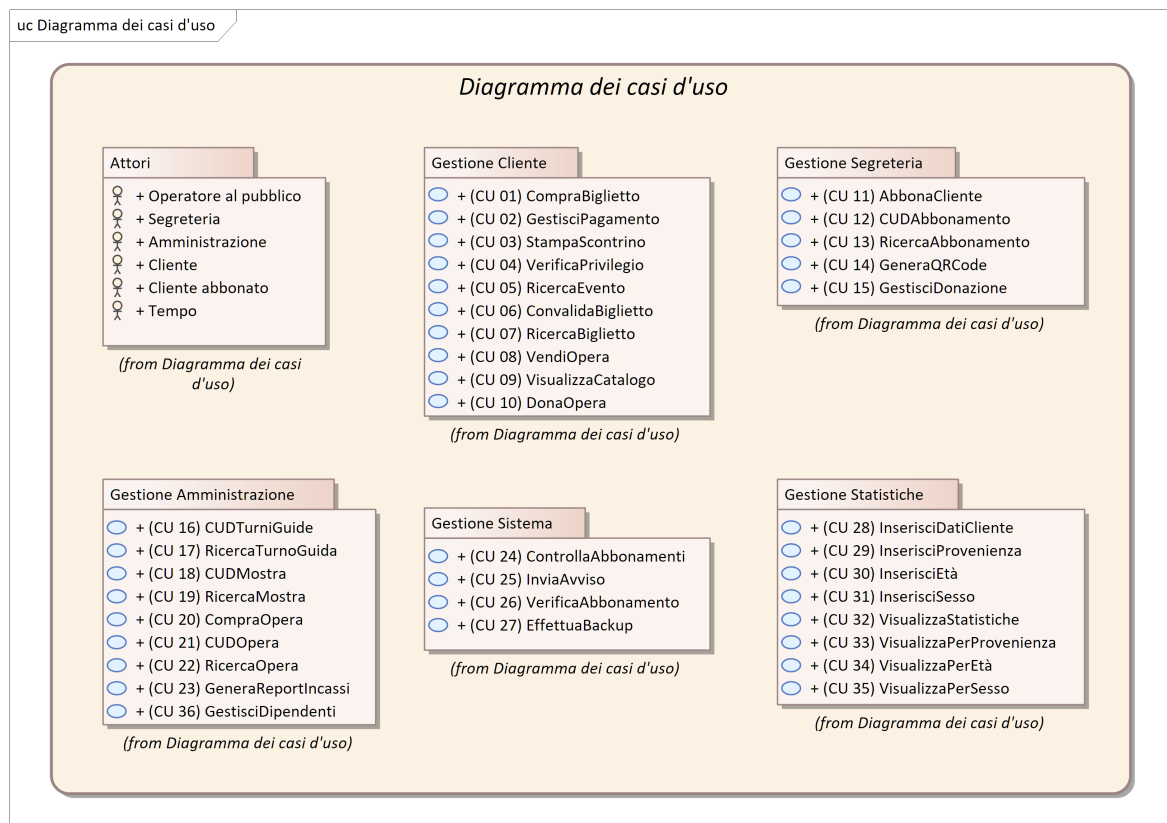 uc Diagramma dei casi d'uso
Diagramma dei casi d'uso
Attori
+ Operatore al pubblico
+ Segreteria
+ Amministrazione
+ Cliente
+ Cliente abbonato
+ Tempo
(from Diagramma dei casi
d'uso)
Gestione Cliente
+ (CU 01) CompraBiglietto
+ (CU 02) GestisciPagamento
+ (CU 03) StampaScontrino
+ (CU 04) VerificaPrivilegio
+ (CU 05) RicercaEvento
+ (CU 06) ConvalidaBiglietto
+ (CU 07) RicercaBiglietto
+ (CU 08) VendiOpera
+ (CU 09) VisualizzaCatalogo
+ (CU 10) DonaOpera
(from Diagramma dei casi d'uso)
Gestione Segreteria
+ (CU 11) AbbonaCliente
+ (CU 12) CUDAbbonamento
+ (CU 13) RicercaAbbonamento
+ (CU 14) GeneraQRCode
+ (CU 15) GestisciDonazione
(from Diagramma dei casi d'uso)
Gestione Amministrazione
+ (CU 16) CUDTurniGuide
+ (CU 17) RicercaTurnoGuida
+ (CU 18) CUDMostra
+ (CU 19) RicercaMostra
+ (CU 20) CompraOpera
+ (CU 21) CUDOpera
+ (CU 22) RicercaOpera
+ (CU 23) GeneraReportIncassi
+ (CU 36) GestisciDipendenti
(from Diagramma dei casi d'uso)
Gestione Sistema
+ (CU 24) ControllaAbbonamenti
+ (CU 25) InviaAvviso
+ (CU 26) VerificaAbbonamento
+ (CU 27) EffettuaBackup
(from Diagramma dei casi d'uso)
Gestione Statistiche
+ (CU 28) InserisciDatiCliente
+ (CU 29) InserisciProvenienza
+ (CU 30) InserisciEtà
+ (CU 31) InserisciSesso
+ (CU 32) VisualizzaStatistiche
+ (CU 33) VisualizzaPerProvenienza
+ (CU 34) VisualizzaPerEtà
+ (CU 35) VisualizzaPerSesso
(from Diagramma dei casi d'uso)